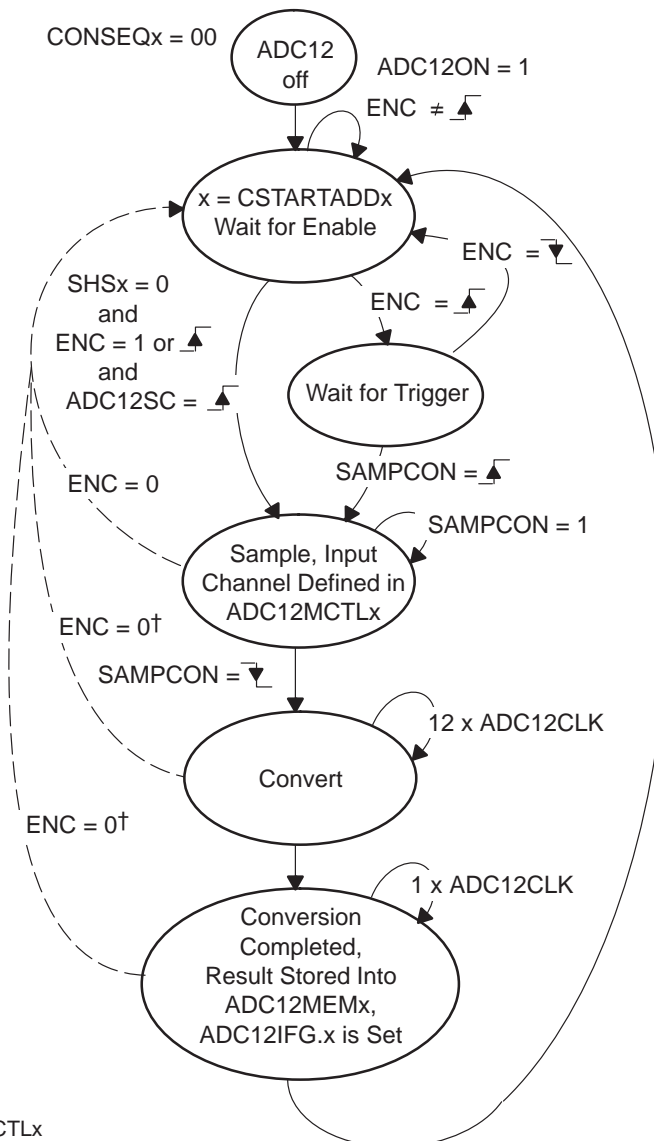 CONSEQx = 00
ADC12
off
ADC12ON = 1
ENC ≠
x = CSTARTADDx
Wait for Enable
ENC =
SHSx = 0
and
ENC = 1 or
and
ADC12SC =
ENC =
Wait for Trigger
SAMPCON =
ENC = 0
SAMPCON = 1
Sample, Input
Channel Defined in
ADC12MCTLx
ENC = 0†
SAMPCON =
12 x ADC12CLK
Convert
ENC = 0†
1 x ADC12CLK
Conversion
Completed,
Result Stored Into
ADC12MEMx,
ADC12IFG.x is Set
CTLx